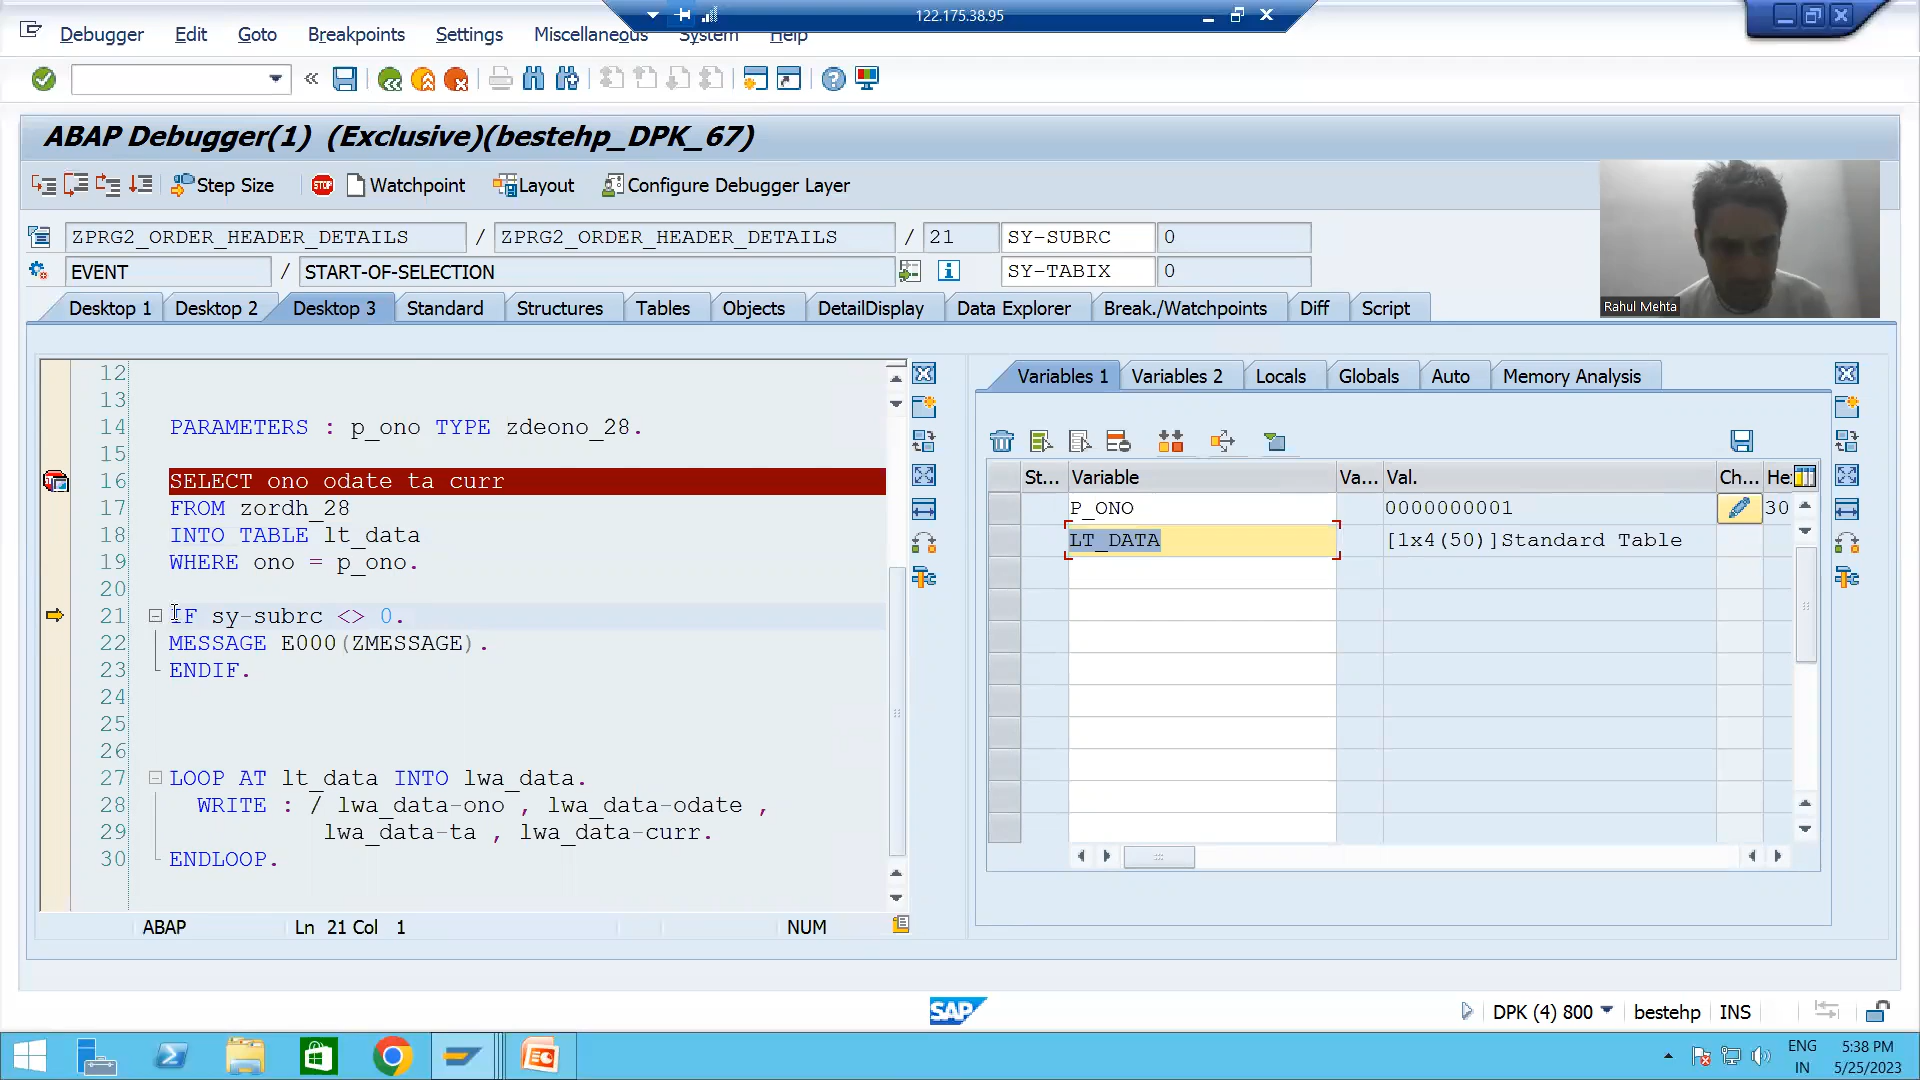 122.175.38.95
Debugger Edit Goto Breakpoints Settings Miscellaneous System Help
ABAP Debugger(1) (Exclusive)(bestehp_DPK_67)
Step Size STOP Watchpoint Layout Configure Debugger Layer
ZPRG2_ORDER_HEADER_DETAILS / ZPRG2_ORDER_HEADER_DETAILS / 21 SY-SUBRC 0
EVENT / START-OF-SELECTION SY-TABIX 0
Rahul Mehta
Desktop 1 Desktop 2 Desktop 3 Standard Structures Tables Objects DetailDisplay Data Explorer Break./Watchpoints Diff Script
12
13
14 PARAMETERS : p_ono TYPE zdeono_28.
15
16 SELECT ono odate ta curr
17 FROM zordh_28
18 INTO TABLE lt_data
19 WHERE ono = p_ono.
20
21 IF sy-subrc <> 0.
22 MESSAGE E000(ZMESSAGE).
23 ENDIF.
24
25
26
27 LOOP AT lt_data INTO lwa_data.
28 WRITE : / lwa_data-ono , lwa_data-odate ,
29 lwa_data-ta , lwa_data-curr.
30 ENDLOOP.
ABAP Ln 21 Col 1 NUM
Variables 1 Variables 2 Locals Globals Auto Memory Analysis
St... Variable Va... Val. Ch... He
P_ONO 0000000001 30
LT_DATA [1x4(50)]Standard Table
SAP
DPK (4) 800 bestehp INS
ENG 5:38 PM
IN 5/25/2023